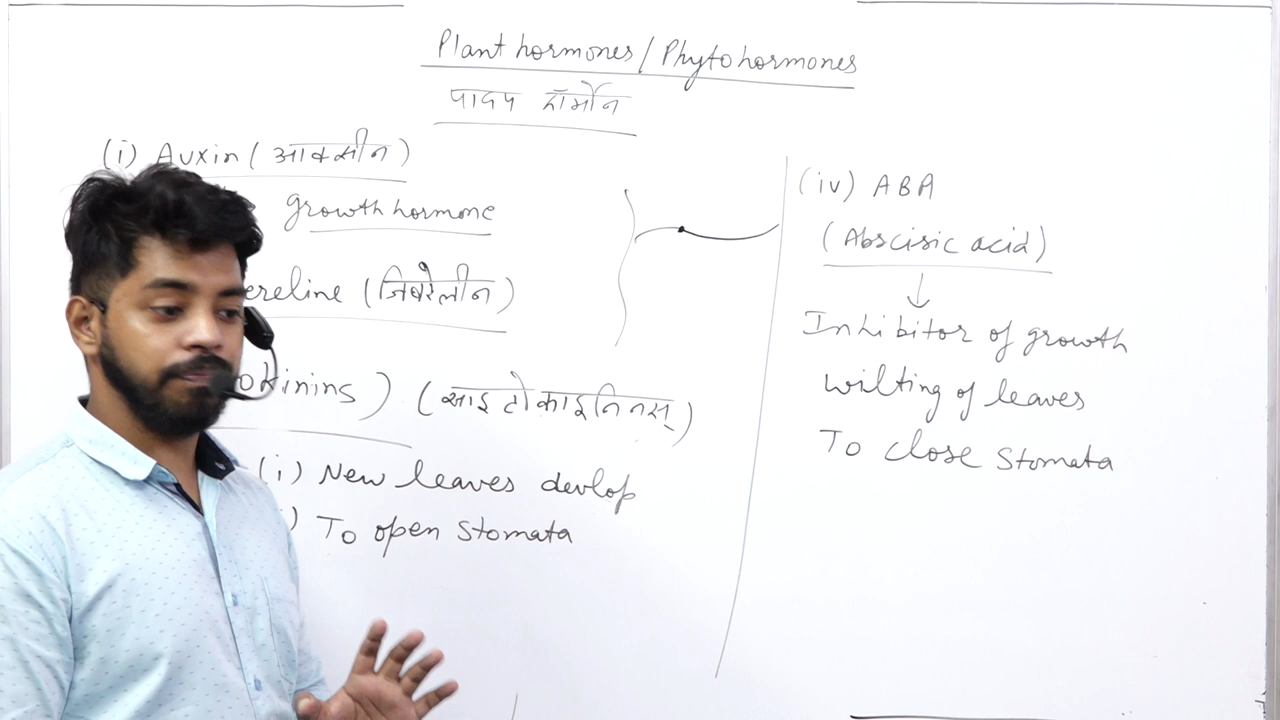 Plant hormones / Phytohormones
पादप हॉर्मोन
(i) Auxin ( आक्सीन )
growth hormone
ereline (जिबरेलीन)
okinins ) (साइटोकाइनिनस्)
(i) New leaves devlop
) To open stomata
(iv) ABA
(Abscisic acid)
Inhibitor of growth
wilting of leaves
To close stomata